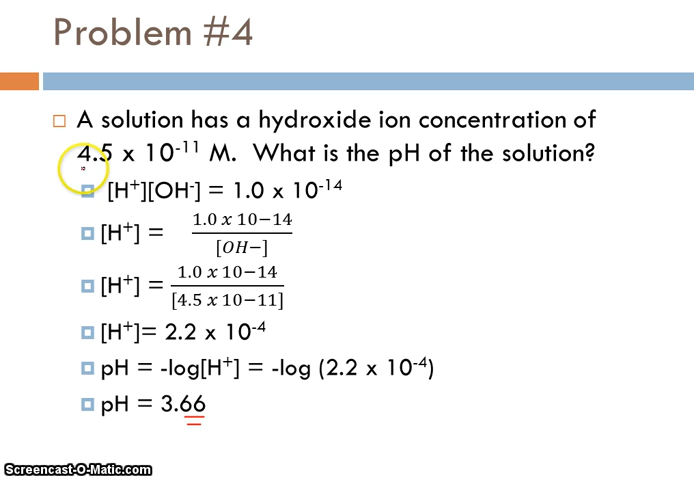 Problem #4
A solution has a hydroxide ion concentration of
4.5 x 10⁻¹¹ M. What is the pH of the solution?
[H⁺][OH⁻] = 1.0 x 10⁻¹⁴
[H⁺] = 1.0 x 10−14 / [OH−]
[H⁺] = 1.0 x 10−14 / [4.5 x 10−11]
[H⁺]= 2.2 x 10⁻⁴
pH = -log[H⁺] = -log (2.2 x 10⁻⁴)
pH = 3.66
Screencast-O-Matic.com